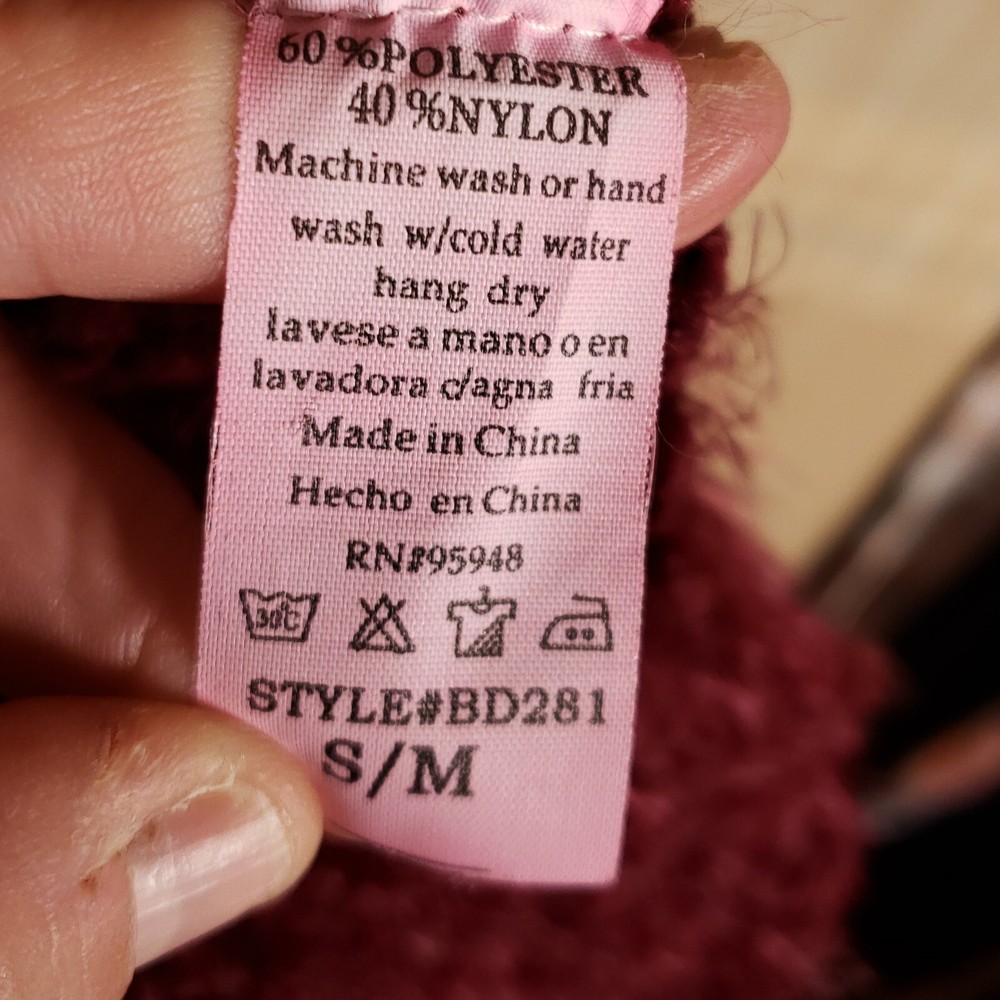 60%POLYESTER
40%NYLON
Machine wash or hand
wash w/cold water
hang dry
lavese a mano o en
lavadora c/agna fria
Made in China
Hecho en China
RN#95948
30°C
STYLE#BD281
S/M